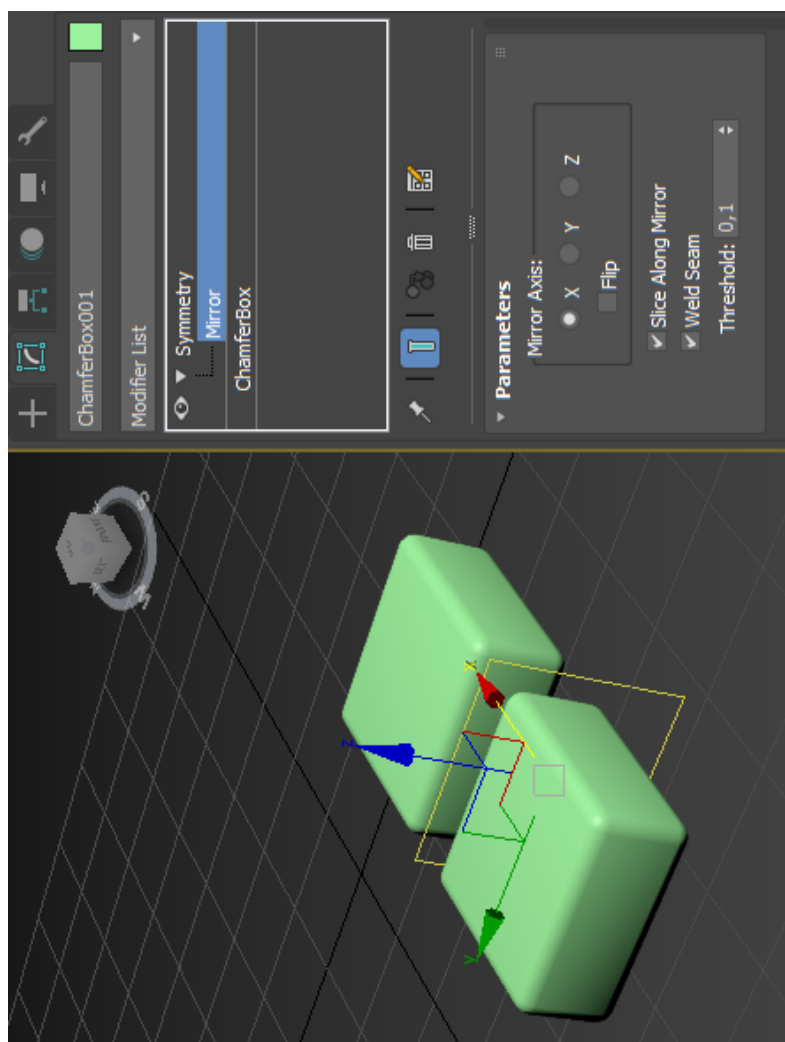 ChamferBox001
Modifier List
Symmetry
Mirror
ChamferBox
Parameters
Mirror Axis:
X Y Z
Flip
Slice Along Mirror
Weld Seam
Threshold: 0,1
S
W
x
z
y